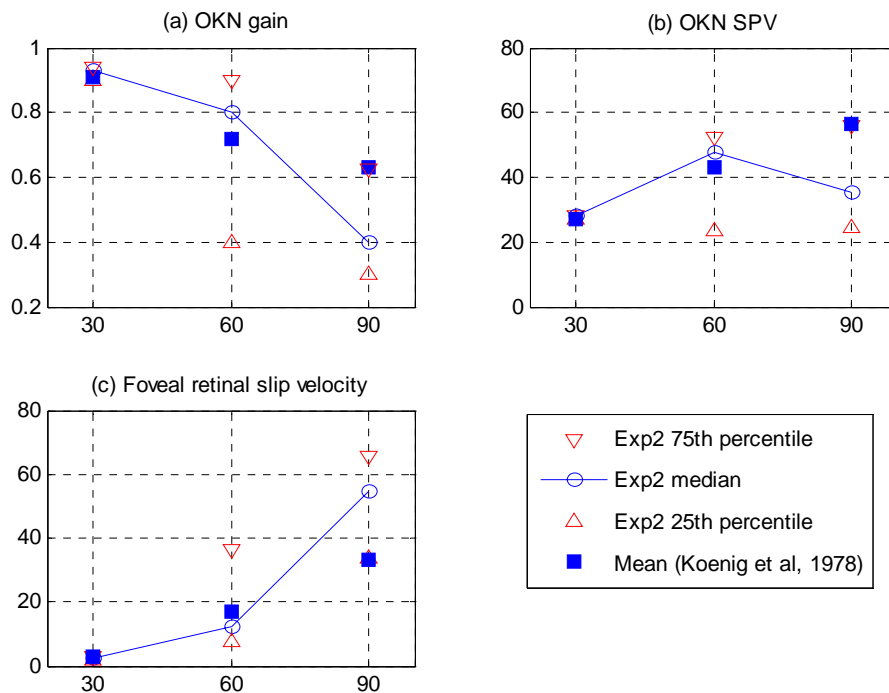 (a) OKN gain
1
0.8
0.6
0.4
0.2
30 60 90
(b) OKN SPV
80
60
40
20
0
30 60 90
(c) Foveal retinal slip velocity
80
60
40
20
0
30 60 90
Exp2 75th percentile
Exp2 median
Exp2 25th percentile
Mean (Koenig et al, 1978)